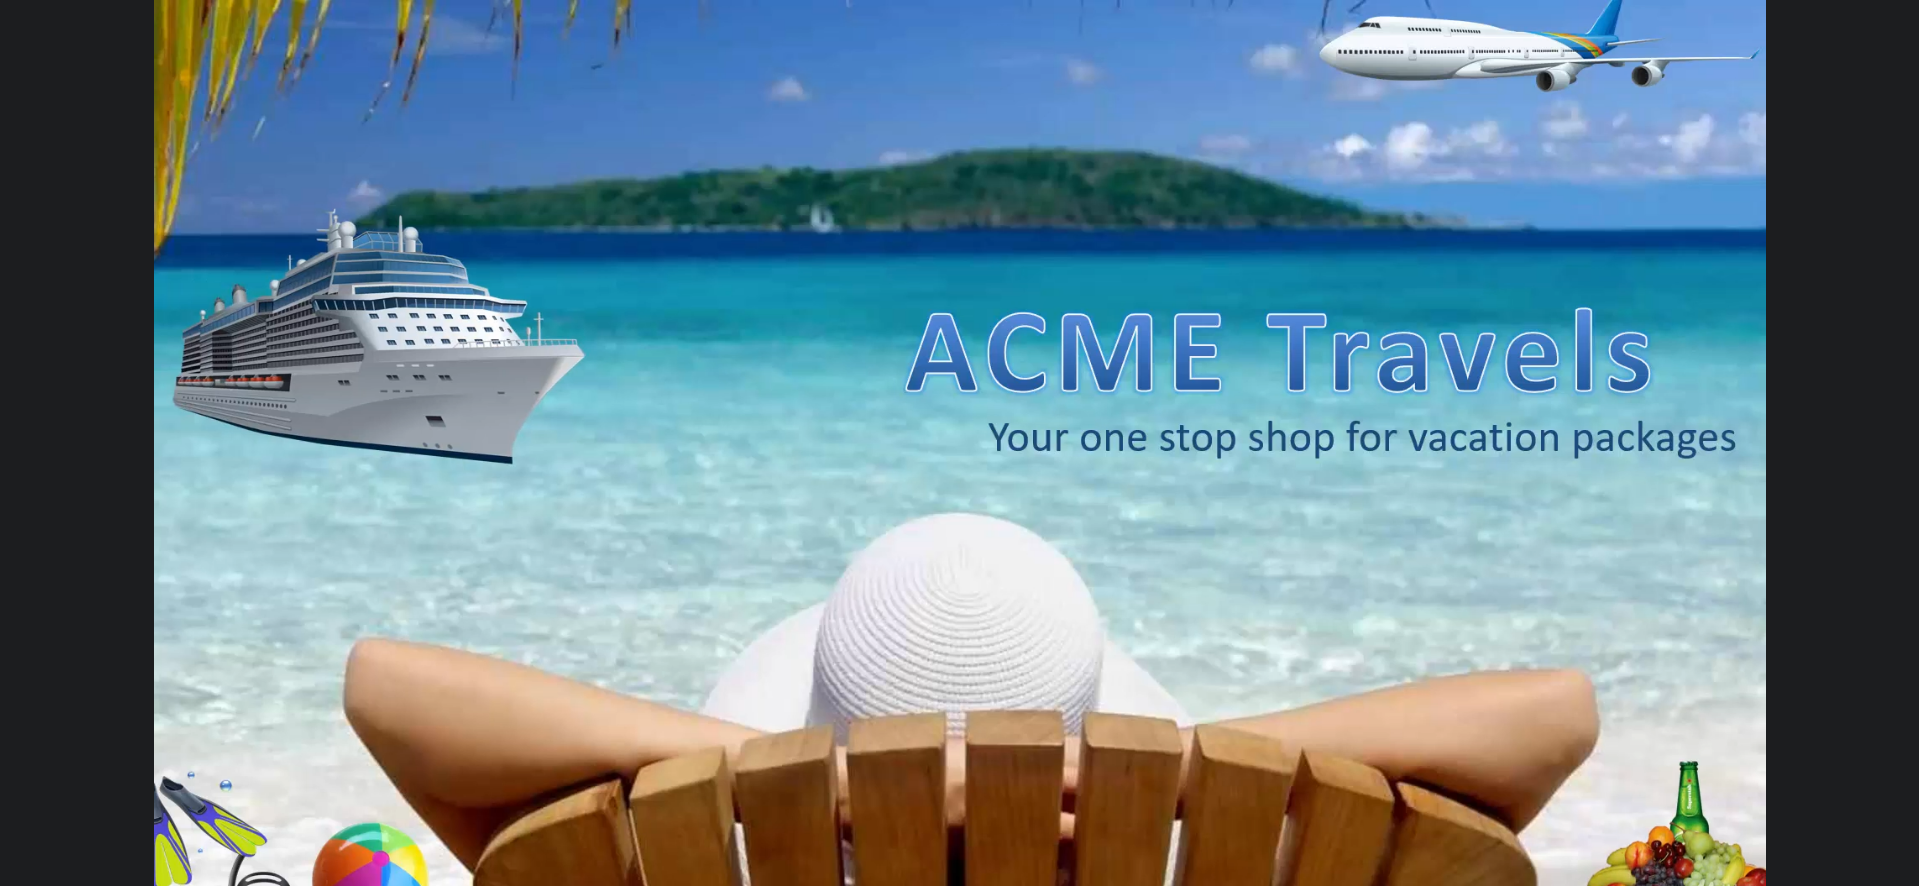 ACME Travels
Your one stop shop for vacation packages